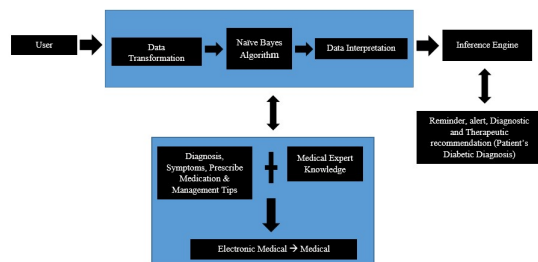 User
Data
Transformation
Naïve Bayes
Algorithm
Data Interpretation
Inference Engine
Reminder, alert, Diagnostic
and Therapeutic
recommendation (Patient's
Diabetic Diagnosis)
Diagnosis,
Symptoms, Prescribe
Medication &
Management Tips
Medical Expert
Knowledge
Electronic Medical → Medical